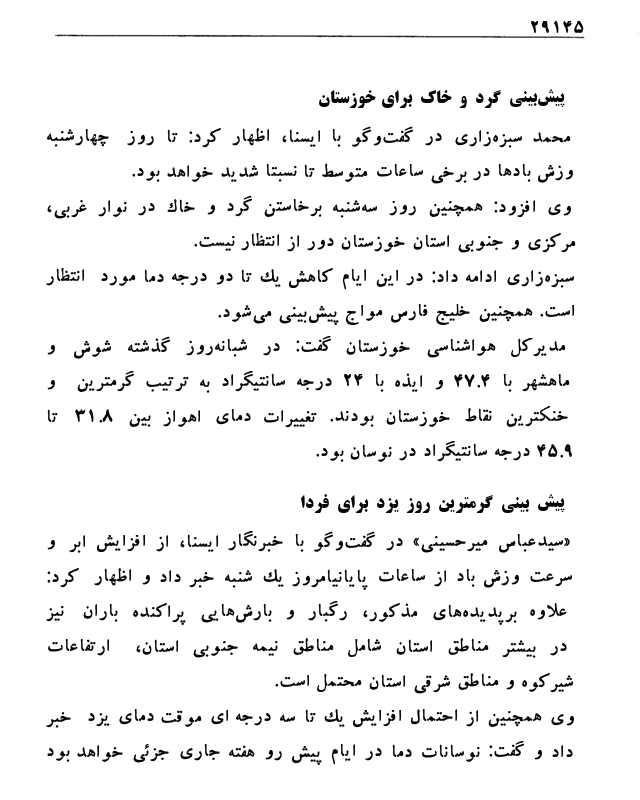 ۲۹۱۴۵
پیش‌بینی گرد و خاک برای خوزستان
محمد سبزه‌زاری در گفت‌وگو با ایسنا، اظهار کرد: تا روز چهارشنبه
وزش بادها در برخی ساعات متوسط تا نسبتا شدید خواهد بود.
وی افزود: همچنین روز سه‌شنبه برخاستن گرد و خاک در نوار غربی،
مرکزی و جنوبی استان خوزستان دور از انتظار نیست.
سبزه‌زاری ادامه داد: در این ایام کاهش یك تا دو درجه دما مورد انتظار
است. همچنین خلیج فارس مواج پیش‌بینی می‌شود.
مدیرکل هواشناسی خوزستان گفت: در شبانه‌روز گذشته شوش و
ماهشهر با ۴۷.۴ و ایذه با ۲۴ درجه سانتیگراد به ترتیب گرمترین و
خنکترین نقاط خوزستان بودند. تغییرات دمای اهواز بین ۳۱.۸ تا
۴۵.۹ درجه سانتیگراد در نوسان بود.
پیش بینی گرمترین روز یزد برای فردا
«سیدعباس میرحسینی» در گفت‌وگو با خبرنگار ایسنا، از افزایش ابر و
سرعت وزش باد از ساعات پایانیامروز یك شنبه خبر داد و اظهار کرد:
علاوه برپدیده‌های مذکور، رگبار و بارش‌هایی پراکنده باران نیز
در بیشتر مناطق استان شامل مناطق نیمه جنوبی استان، ارتفاعات
شیرکوه و مناطق شرقی استان محتمل است.
وی همچنین از احتمال افزایش یك تا سه درجه ای موقت دمای یزد خبر
داد و گفت: نوسانات دما در ایام پیش رو هفته جاری جزئی خواهد بود